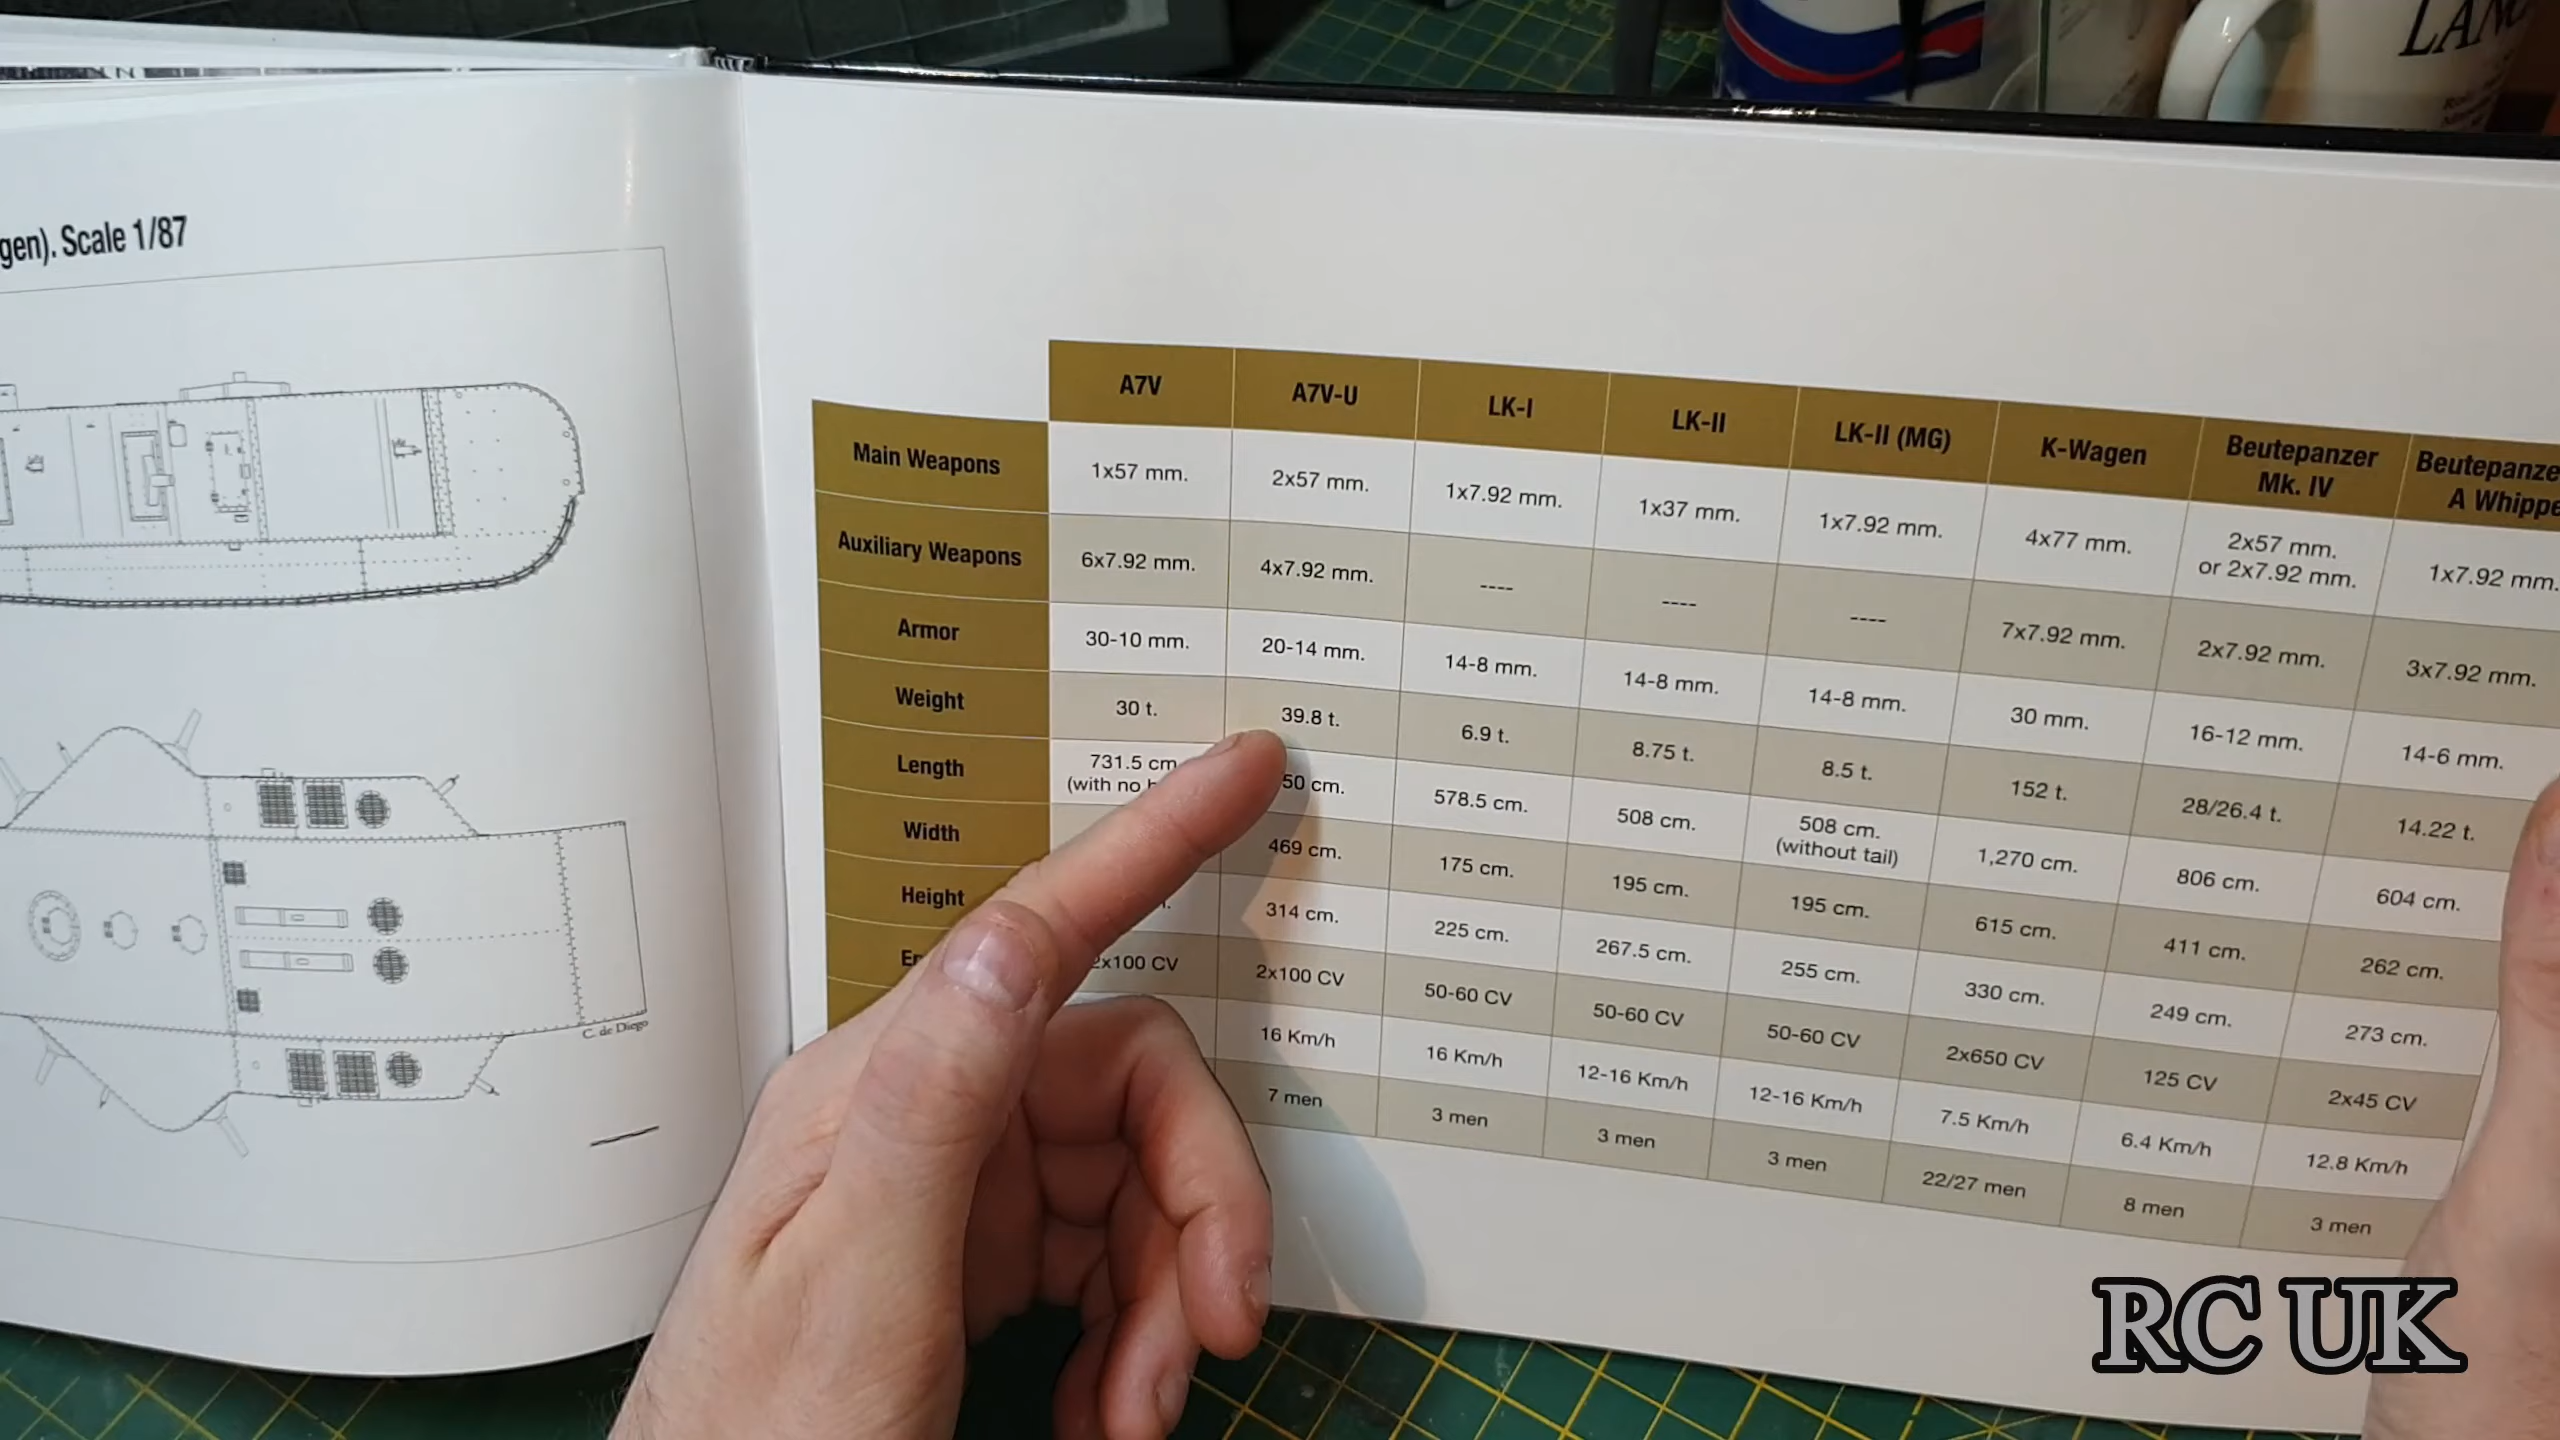 LANC
gen). Scale 1/87
C. de Diego
A7V A7V-U LK-I LK-II LK-II (MG) K-Wagen Beutepanzer Mk. IV Beutepanze A Whippe
Main Weapons 1x57 mm. 2x57 mm. 1x7.92 mm. 1x37 mm. 1x7.92 mm. 4x77 mm. 2x57 mm. or 2x7.92 mm. 1x7.92 mm.
Auxiliary Weapons 6x7.92 mm. 4x7.92 mm. ---- ---- ---- 7x7.92 mm. 2x7.92 mm. 3x7.92 mm.
Armor 30-10 mm. 20-14 mm. 14-8 mm. 14-8 mm. 14-8 mm. 30 mm. 16-12 mm. 14-6 mm.
Weight 30 t. 39.8 t. 6.9 t. 8.75 t. 8.5 t. 152 t. 28/26.4 t. 14.22 t.
Length 731.5 cm (with no 50 cm. 578.5 cm. 508 cm. 508 cm. (without tail) 1,270 cm. 806 cm. 604 cm.
Width 469 cm. 175 cm. 195 cm. 195 cm. 615 cm. 411 cm. 262 cm.
Height 314 cm. 225 cm. 267.5 cm. 255 cm. 330 cm. 249 cm. 273 cm.
2x100 CV 2x100 CV 50-60 CV 50-60 CV 50-60 CV 2x650 CV 125 CV 2x45 CV
16 Km/h 16 Km/h 12-16 Km/h 12-16 Km/h 7.5 Km/h 6.4 Km/h 12.8 Km/h
7 men 3 men 3 men 3 men 22/27 men 8 men 3 men
RC UK